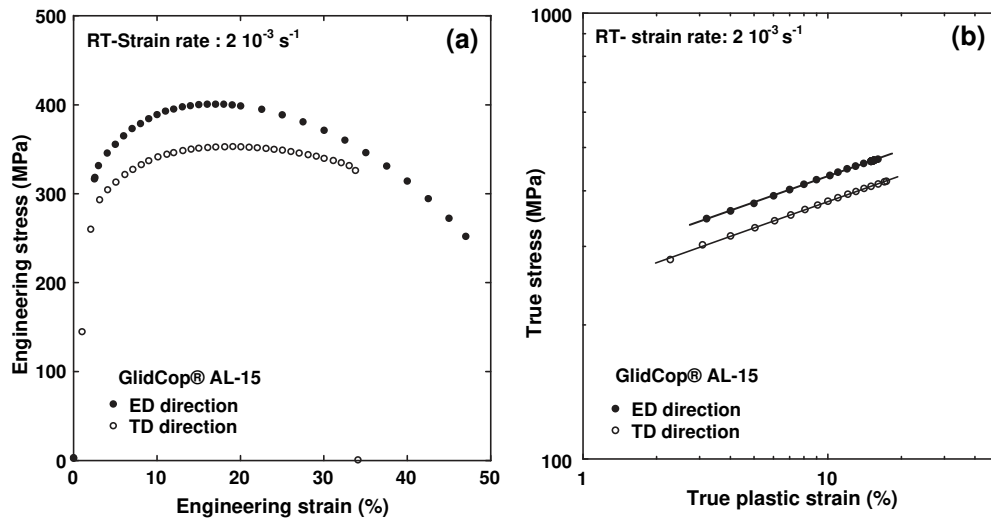 RT-Strain rate : 2 10⁻³ s⁻¹
(a)
500
400
300
200
100
0
Engineering stress (MPa)
GlidCop® AL-15
ED direction
TD direction
0 10 20 30 40 50
Engineering strain (%)
RT- strain rate: 2 10⁻³ s⁻¹
(b)
1000
100
True stress (MPa)
GlidCop® AL-15
ED direction
TD direction
1 10
True plastic strain (%)